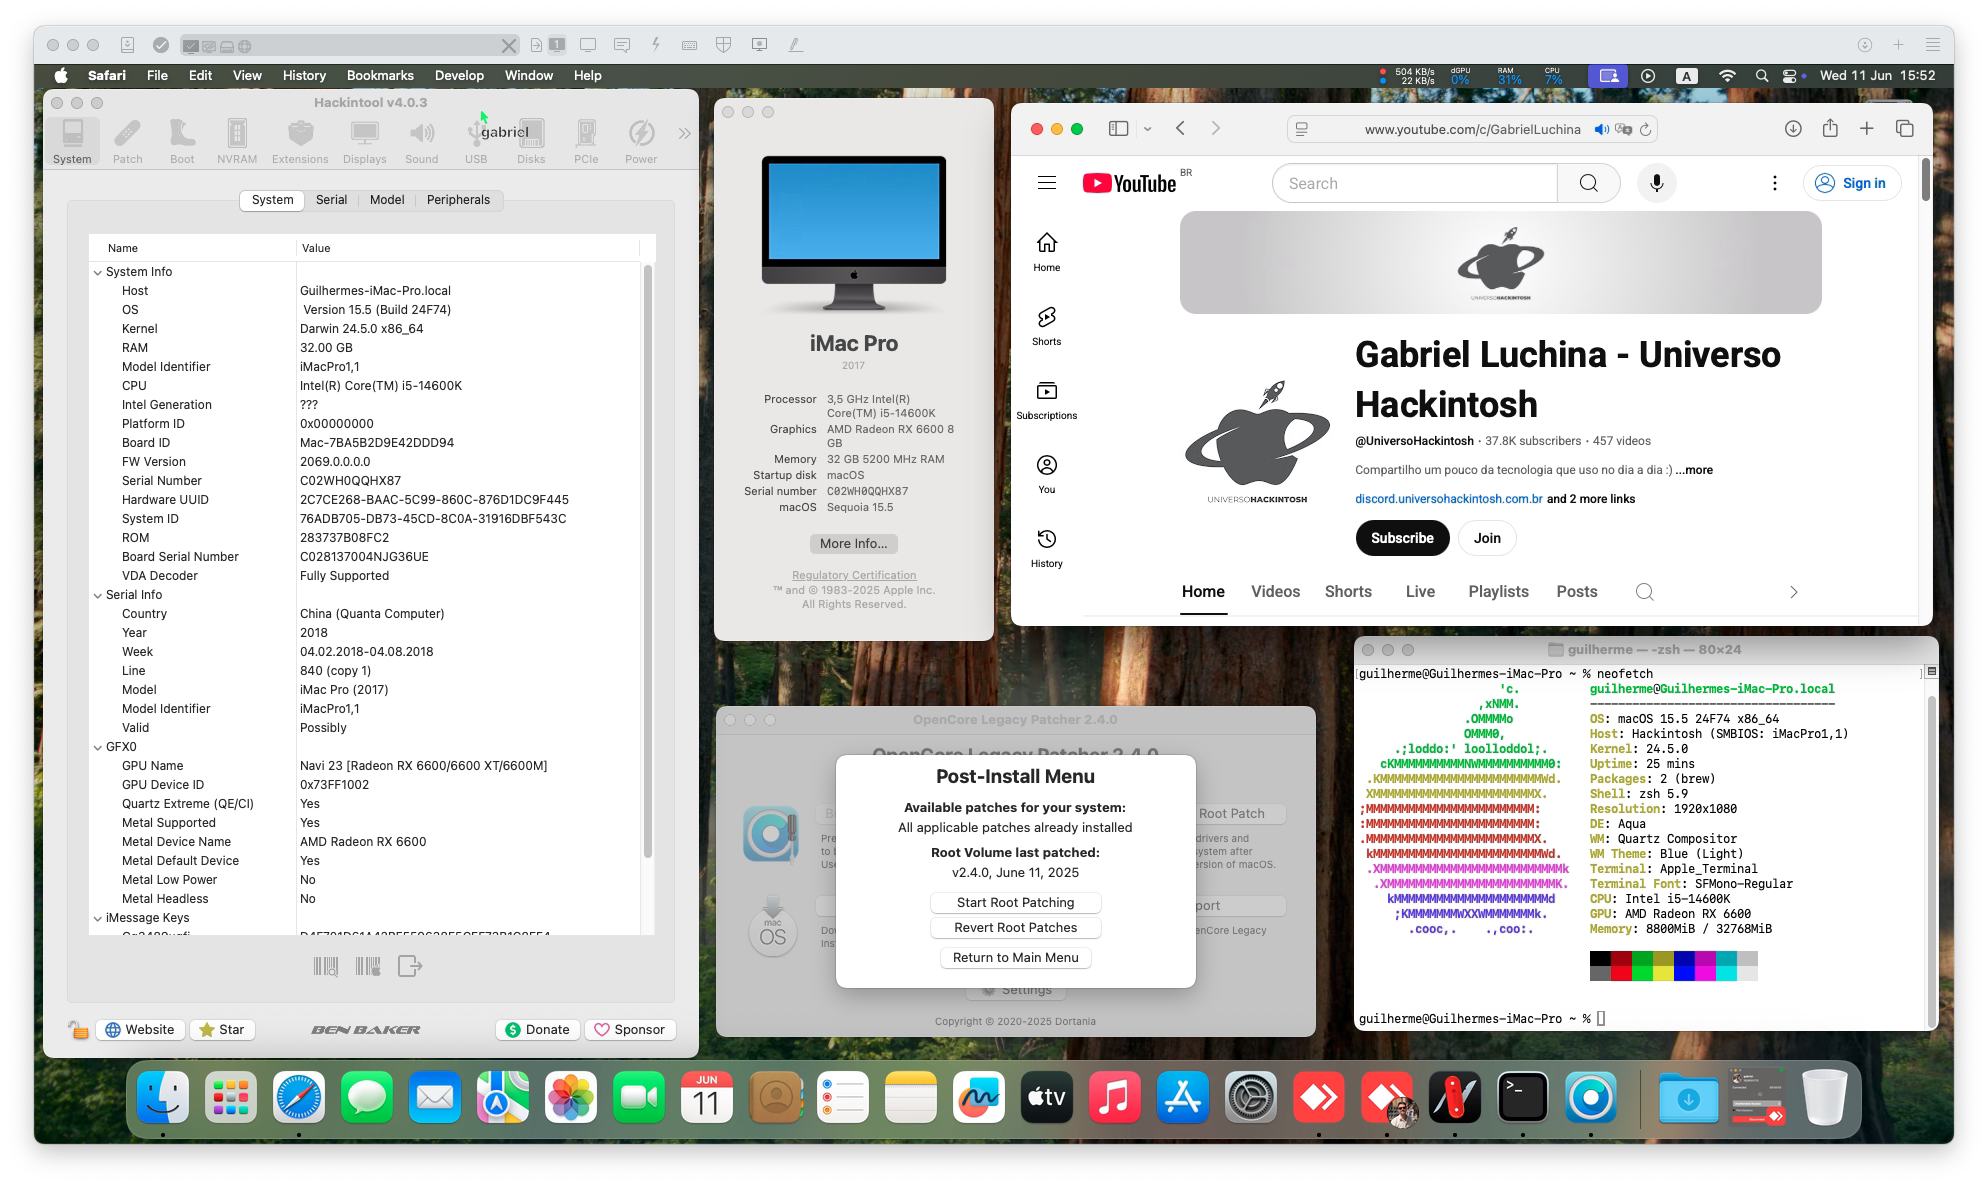 1
Safari File Edit View History Bookmarks Develop Window Help
504 KB/s
22 KB/s
dGPU
0%
RAM
31%
CPU
7%
A
Wed 11 Jun 15:52
Hackintool v4.0.3
gabriel
System Patch Boot NVRAM Extensions Displays Sound USB Disks PCIe Power
System Serial Model Peripherals
Name Value
System Info
Host Guilhermes-iMac-Pro.local
OS Version 15.5 (Build 24F74)
Kernel Darwin 24.5.0 x86_64
RAM 32.00 GB
Model Identifier iMacPro1,1
CPU Intel(R) Core(TM) i5-14600K
Intel Generation ???
Platform ID 0x00000000
Board ID Mac-7BA5B2D9E42DDD94
FW Version 2069.0.0.0.0
Serial Number C02WH0QQHX87
Hardware UUID 2C7CE268-BAAC-5C99-860C-876D1DC9F445
System ID 76ADB705-DB73-45CD-8C0A-31916DBF543C
ROM 283737B08FC2
Board Serial Number C028137004NJG36UE
VDA Decoder Fully Supported
Serial Info
Country China (Quanta Computer)
Year 2018
Week 04.02.2018-04.08.2018
Line 840 (copy 1)
Model iMac Pro (2017)
Model Identifier iMacPro1,1
Valid Possibly
GFX0
GPU Name Navi 23 [Radeon RX 6600/6600 XT/6600M]
GPU Device ID 0x73FF1002
Quartz Extreme (QE/CI) Yes
Metal Supported Yes
Metal Device Name AMD Radeon RX 6600
Metal Default Device Yes
Metal Low Power No
Metal Headless No
iMessage Keys
Website Star BEN BAKER Donate Sponsor
iMac Pro
2017
Processor 3,5 GHz Intel(R)
Core(TM) i5-14600K
Graphics AMD Radeon RX 6600 8
GB
Memory 32 GB 5200 MHz RAM
Startup disk macOS
Serial number C02WH0QQHX87
macOS Sequoia 15.5
More Info...
Regulatory Certification
™ and © 1983-2025 Apple Inc.
All Rights Reserved.
www.youtube.com/c/GabrielLuchina
YouTube BR
Search
Sign in
Home
Shorts
Subscriptions
You
History
UNIVERSOHACKINTOSH
Gabriel Luchina - Universo
Hackintosh
@UniversoHackintosh · 37.8K subscribers · 457 videos
Compartilho um pouco da tecnologia que uso no dia a dia :) ...more
discord.universohackintosh.com.br and 2 more links
UNIVERSOHACKINTOSH
Subscribe Join
Home Videos Shorts Live Playlists Posts
OpenCore Legacy Patcher 2.4.0
OpenCore Legacy Patcher 2.4.0
Root Patch
drivers and
system after
version of macOS.
Post-Install Menu
Available patches for your system:
All applicable patches already installed
Root Volume last patched:
v2.4.0, June 11, 2025
Start Root Patching
Revert Root Patches
Return to Main Menu
mac
OS
OpenCore Legacy
Settings
Copyright © 2020-2025 Dortania
guilherme — -zsh — 80×24
guilherme@Guilhermes-iMac-Pro ~ % neofetch
guilherme@Guilhermes-iMac-Pro.local
-----------------------------------
OS: macOS 15.5 24F74 x86_64
Host: Hackintosh (SMBIOS: iMacPro1,1)
Kernel: 24.5.0
Uptime: 25 mins
Packages: 2 (brew)
Shell: zsh 5.9
Resolution: 1920x1080
DE: Aqua
WM: Quartz Compositor
WM Theme: Blue (Light)
Terminal: Apple_Terminal
Terminal Font: SFMono-Regular
CPU: Intel i5-14600K
GPU: AMD Radeon RX 6600
Memory: 8800MiB / 32768MiB
guilherme@Guilhermes-iMac-Pro ~ %
JUN
11
tv